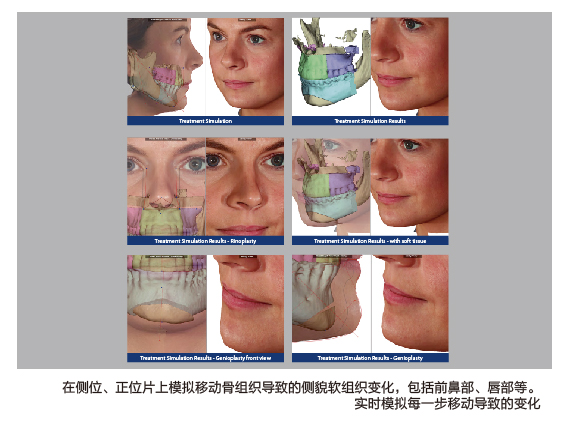 Treatment Simulation
Treatment Simulation Results
Treatment Simulation Results - Rinoplasty
Treatment Simulation Results - with soft tissue
Treatment Simulation Results - Genioplasty front view
Treatment Simulation Results - Genioplasty
在侧位、正位片上模拟移动骨组织导致的侧貌软组织变化，包括前鼻部、唇部等。
实时模拟每一步移动导致的变化